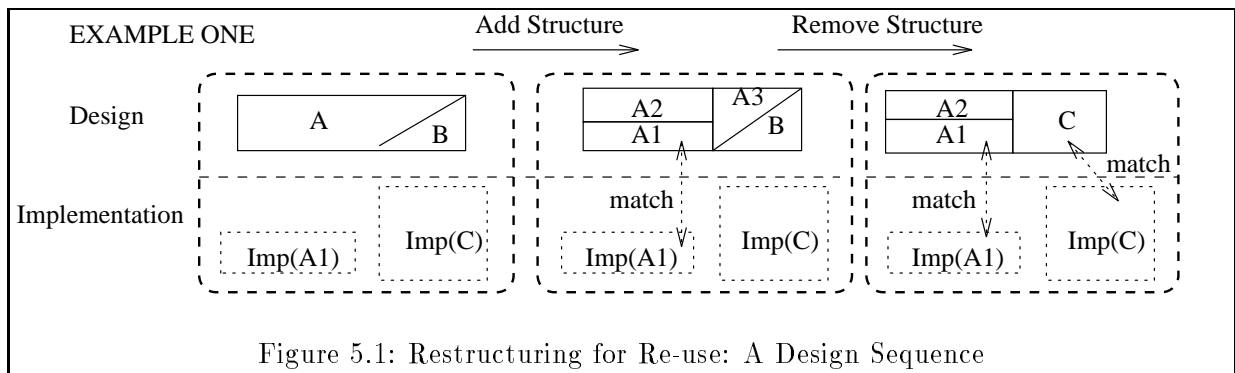 EXAMPLE ONE
Add Structure
Remove Structure
Design
A
B
A2
A1
A3
B
A2
A1
C
Implementation
match
match
match
Imp(A1)
Imp(C)
Imp(A1)
Imp(C)
Imp(A1)
Imp(C)
Figure 5.1: Restructuring for Re-use: A Design Sequence